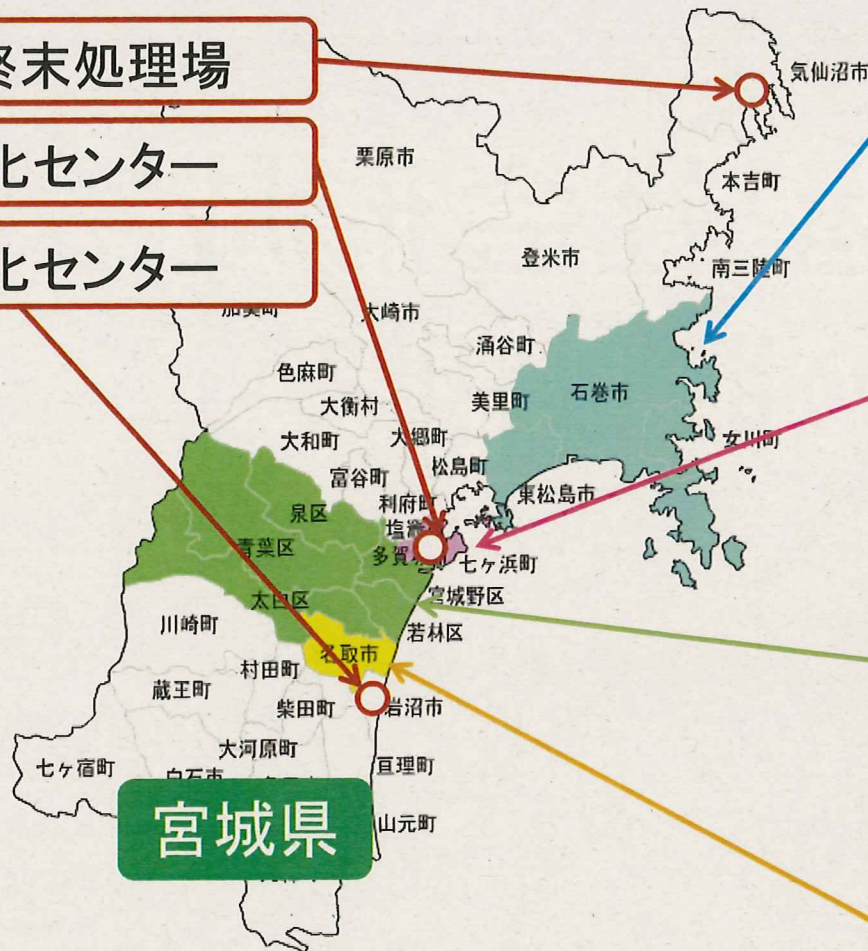 終末処理場
化センター
化センター
気仙沼市
栗原市
本吉町
登米市
南三陸町
加美町
大崎市
涌谷町
色麻町
石巻市
美里町
大衡村
大和町
大郷町
女川町
松島町
富谷町
東松島市
利府町
泉区
青葉区
七ヶ浜町
太白区
宮城野区
川崎町
若林区
名取市
村田町
蔵王町
柴田町
岩沼市
大河原町
七ヶ宿町
亘理町
白石市
山元町
宮城県